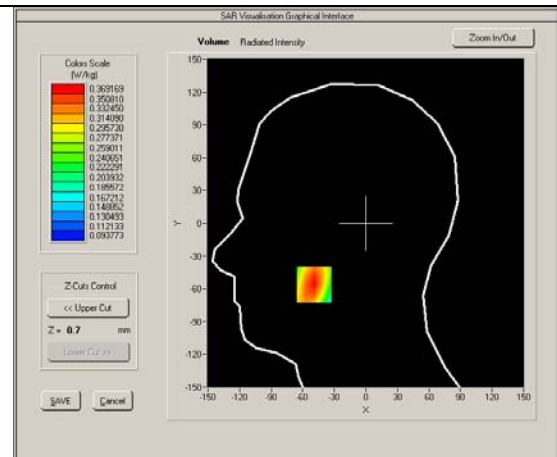 SAR Visualisation Graphical Interface
Volume Radiated Intensity
Zoom In/Out
Colors Scale
(W/kg)
0.369169
0.350810
0.332450
0.314090
0.295730
0.277371
0.259011
0.240651
0.222291
0.203932
0.185572
0.167212
0.148852
0.130493
0.112133
0.093773
Z-Cuts Control
<< Upper Cut
Z = 0.7 mm
Lower Cut >>
SAVE Cancel
150
120
90
60
30
Y 0
-30
-60
-90
-120
-150
-150 -120 -90 -60 -30 0 30 60 90 120 150
X